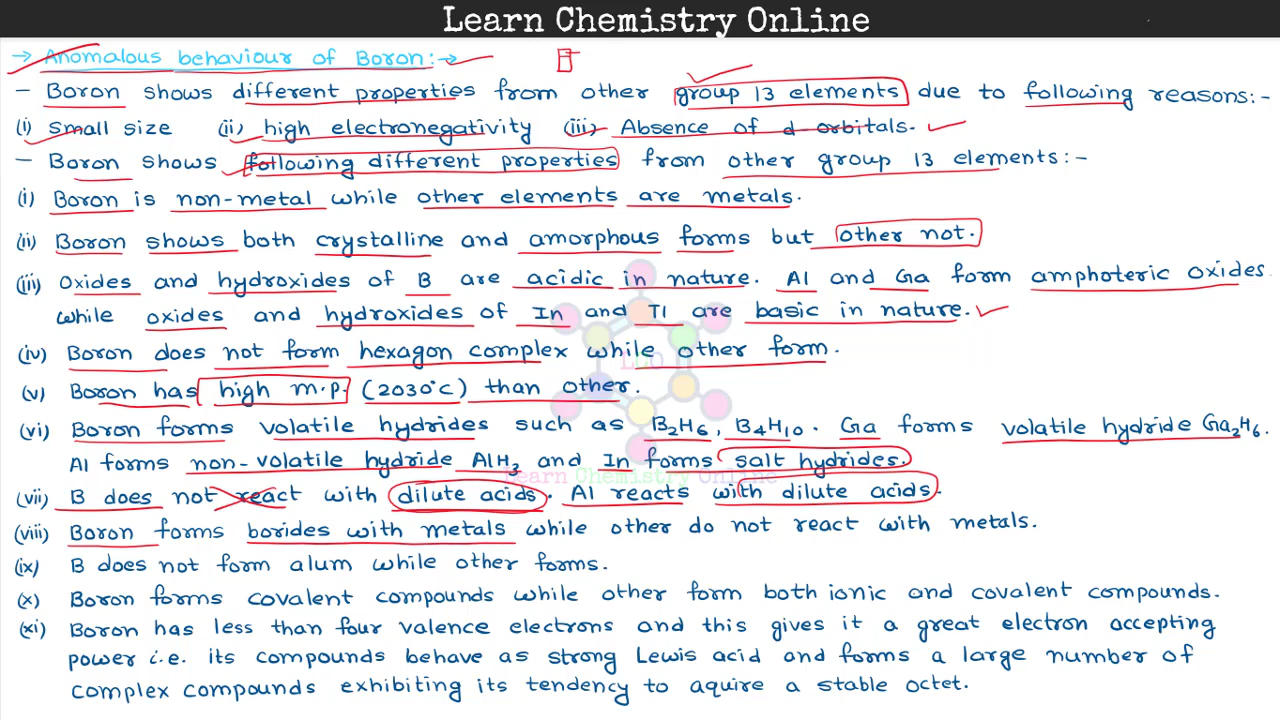 Learn Chemistry Online
→ Anomalous behaviour of Boron:→
- Boron shows different properties from other group 13 elements due to following reasons:-
(i) small size (ii) high electronegativity (iii) Absence of d orbitals.
- Boron shows following different properties from other group 13 elements:-
(i) Boron is non-metal while other elements are metals.
(ii) Boron shows both crystalline and amorphous forms but other not.
(iii) Oxides and hydroxides of B are acidic in nature. Al and Ga form amphoteric oxides
while oxides and hydroxides of In and Tl are basic in nature.
(iv) Boron does not form hexagon complex while other form.
(v) Boron has high m.p. (2030°C) than other.
(vi) Boron forms volatile hydrides such as B2H6, B4H10. Ga forms volatile hydride Ga2H6.
Al forms non-volatile hydride AlH3 and In forms salt hydrides.
Learn Chemistry Online
(vii) B does not react with dilute acids. Al reacts with dilute acids.
(viii) Boron forms borides with metals while other do not react with metals.
(ix) B does not form alum while other forms.
(x) Boron forms covalent compounds while other form both ionic and covalent compounds.
(xi) Boron has less than four valence electrons and this gives it a great electron accepting
power i.e. its compounds behave as strong Lewis acid and forms a large number of
complex compounds exhibiting its tendency to aquire a stable octet.